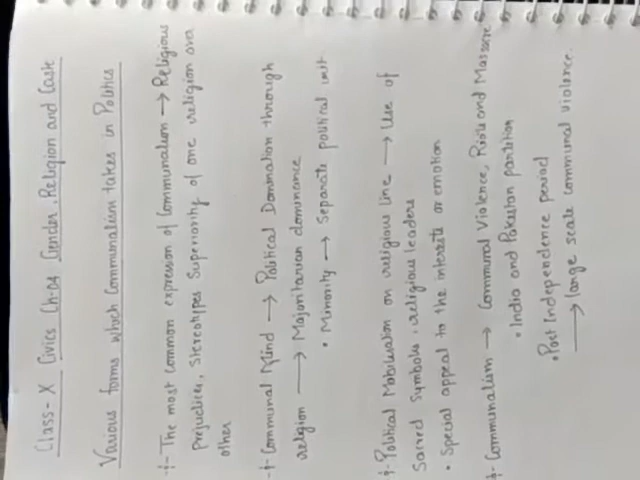 Class-X Civics Ch-04 Gender, Religion and Caste
Various forms which Communalism takes in Politics
-|- The most common expression of Communalism → Religious
Prejudices, Stereotypes Superiority of one religion over
other
-|- Communal Mind → Political Domination through
religion → Majoritarian dominance
• Minority → Separate political unit
-|- Political Mobilisation on religious line → Use of
Sacred Symbols, religious leaders
• Special appeal to the interests or emotion
-|- Communalism → Communal Violence, Riots and Massacre
• India and Pakistan partition
• Post Independence period
→ large scale communal violence.